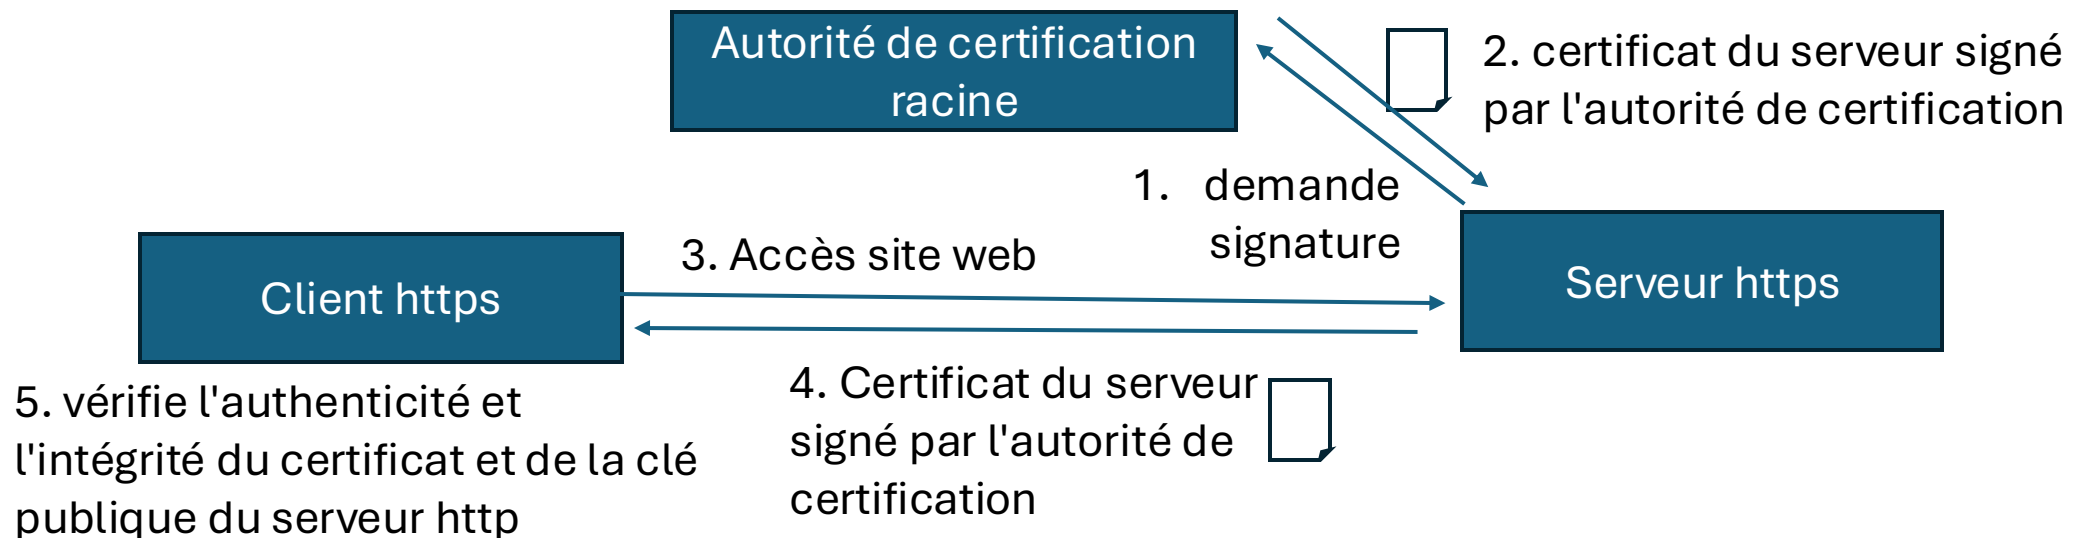 Autorité de certification
racine
2. certificat du serveur signé
par l'autorité de certification
1. demande
signature
3. Accès site web
Client https
Serveur https
4. Certificat du serveur
signé par l'autorité de
certification
5. vérifie l'authenticité et
l'intégrité du certificat et de la clé
publique du serveur http